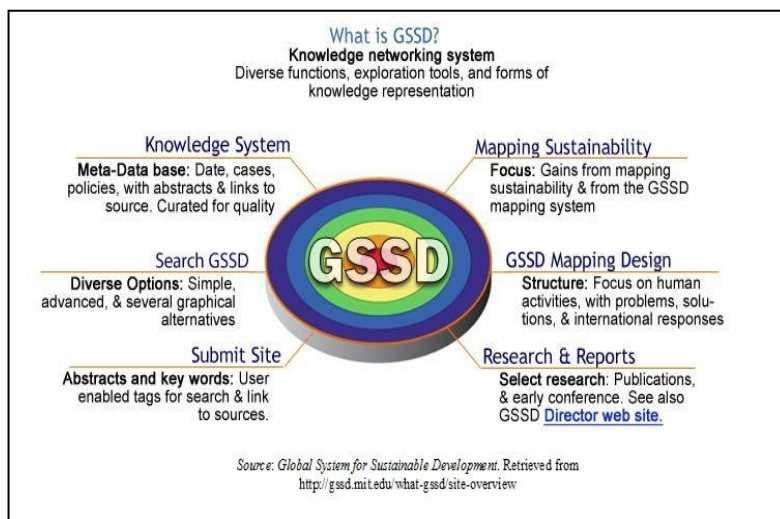 What is GSSD?
Knowledge networking system
Diverse functions, exploration tools, and forms of
knowledge representation
Knowledge System
Meta-Data base: Date, cases,
policies, with abstracts & links to
source. Curated for quality
Mapping Sustainability
Focus: Gains from mapping
sustainability & from the GSSD
mapping system
GSSD
Search GSSD
Diverse Options: Simple,
advanced, & several graphical
alternatives
GSSD Mapping Design
Structure: Focus on human
activities, with problems, solu-
tions, & international responses
Submit Site
Abstracts and key words: User
enabled tags for search & link
to sources.
Research & Reports
Select research: Publications,
& early conference. See also
GSSD Director web site.
Source: Global System for Sustainable Development. Retrieved from
http://gssd.mit.edu/what-gssd/site-overview